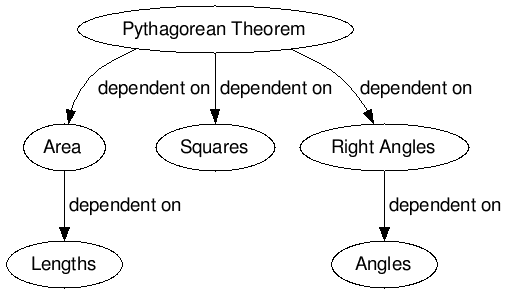 Pythagorean Theorem
dependent on
dependent on
dependent on
Area
Squares
Right Angles
dependent on
dependent on
Lengths
Angles